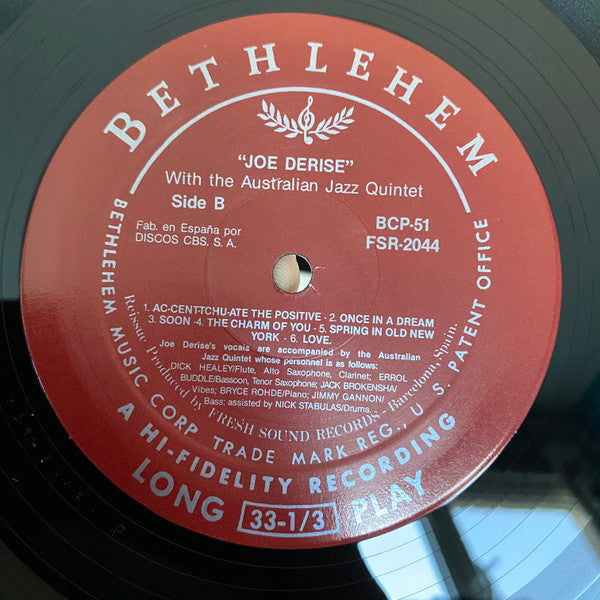 BETHLEHEM
"JOE DERISE"
With the Australian Jazz Quintet
Side B
BCP-51
FSR-2044
Fab. en España por
DISCOS CBS. S. A.
1. AC-CENT-TCHU-ATE THE POSITIVE - 2. ONCE IN A DREAM
3. SOON -4. THE CHARM OF YOU - 5. SPRING IN OLD NEW
YORK - 6. LOVE.
Joe Derise's vocals are accompanied by the Australian
Jazz Quintet whose personnel is as follows:
DICK HEALEY/Flute, Alto Saxophone, Clarinet; ERROL
BUDDLE/Bassoon, Tenor Saxophone; JACK BROKENSHA/
Vibes; BRYCE ROHDE/Piano; JIMMY GANNON/
Bass; assisted by NICK STABULAS/Drums.
Reissue Produced by FRESH SOUND RECORDS - Barcelona, Spain.
BETHLEHEM MUSIC CORP. TRADE MARK REG., U. S. PATENT OFFICE
A HI-FIDELITY RECORDING
LONG 33-1/3 PLAY